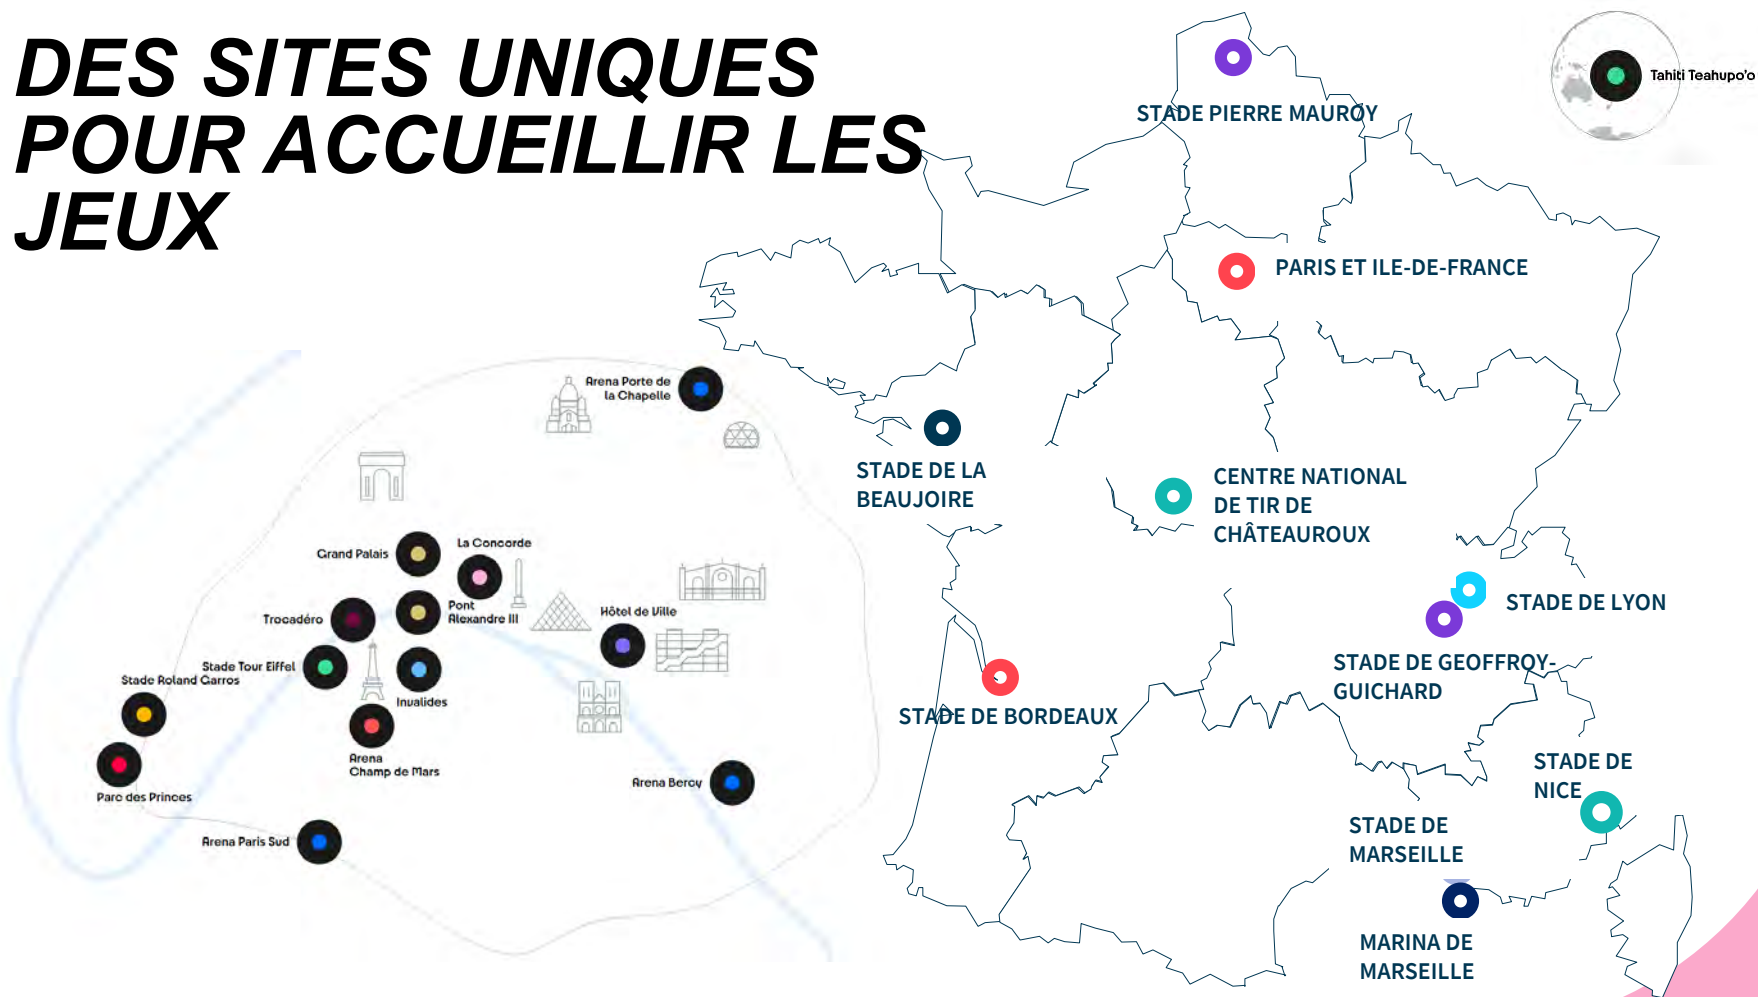 DES SITES UNIQUES
POUR ACCUEILLIR LES
JEUX
Tahiti Teahupo'o
STADE PIERRE MAUROY
PARIS ET ILE-DE-FRANCE
STADE DE LA
BEAUJOIRE
CENTRE NATIONAL
DE TIR DE
CHÂTEAUROUX
STADE DE LYON
STADE DE GEOFFROY-
GUICHARD
STADE DE BORDEAUX
STADE DE
NICE
STADE DE
MARSEILLE
MARINA DE
MARSEILLE
Arena Porte de
la Chapelle
Grand Palais
La Concorde
Trocadéro
Pont
Alexandre III
Hôtel de Ville
Stade Tour Eiffel
Stade Roland Garros
Invalides
Arena
Champ de Mars
Parc des Princes
Arena Bercy
Arena Paris Sud